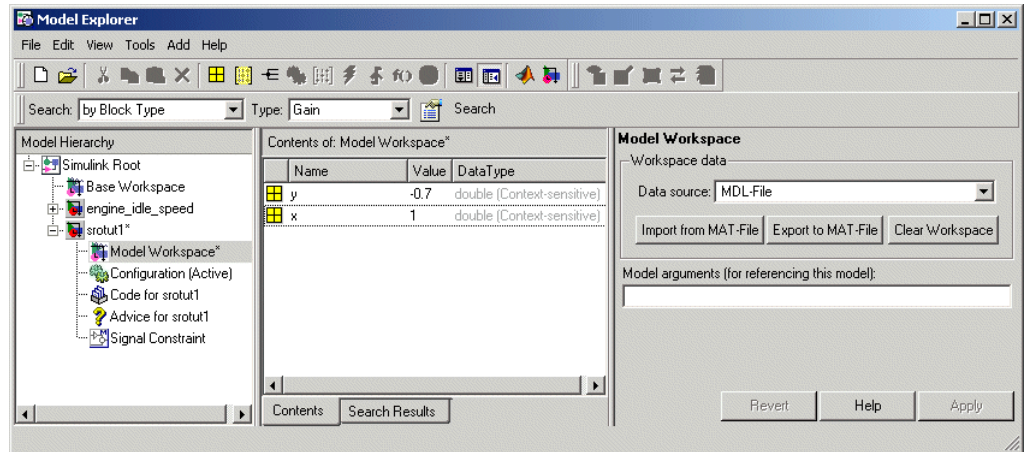 Model Explorer
File Edit View Tools Add Help
Search: by Block Type Type: Gain Search
Model Hierarchy
Simulink Root
Base Workspace
engine_idle_speed
srotut1*
Model Workspace*
Configuration (Active)
Code for srotut1
Advice for srotut1
Signal Constraint
Contents of: Model Workspace*
Name Value DataType
y -0.7 double (Context-sensitive)
x 1 double (Context-sensitive)
Contents Search Results
Model Workspace
Workspace data
Data source: MDL-File
Import from MAT-File Export to MAT-File Clear Workspace
Model arguments (for referencing this model):
Revert Help Apply